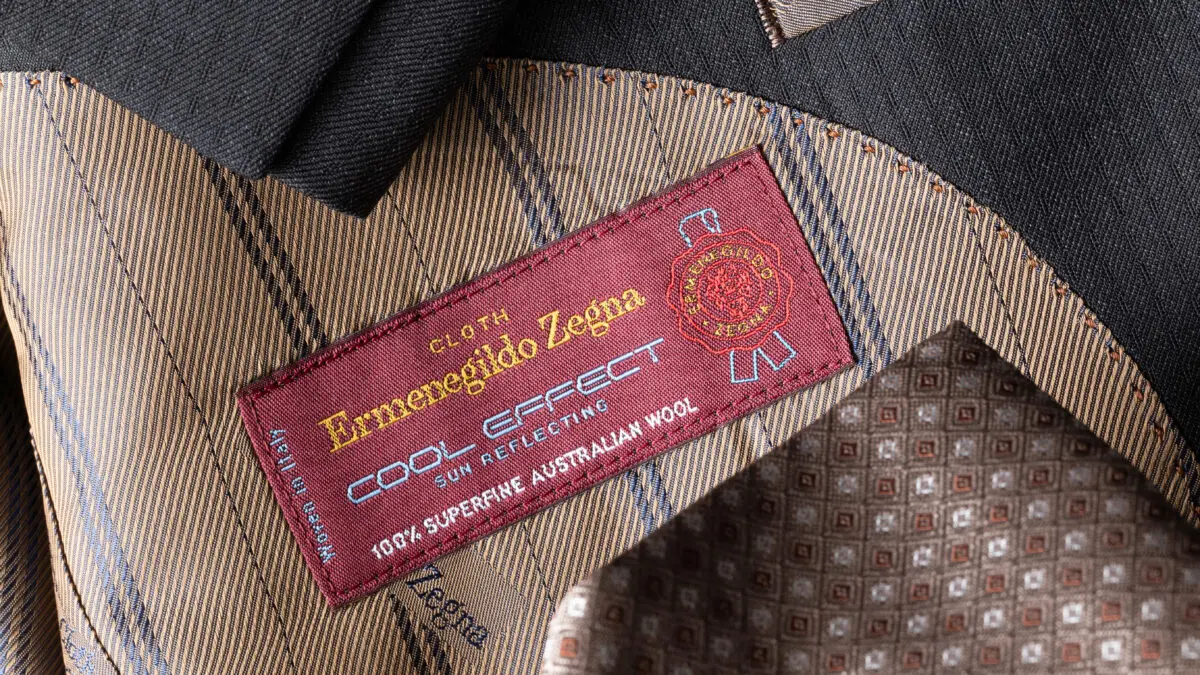 CLOTH
Ermenegildo Zegna
COOL EFFECT
SUN REFLECTING
100% SUPERFINE AUSTRALIAN WOOL
Woven in Italy
ERMENEGILDO
• ZEGNA •
Zegna